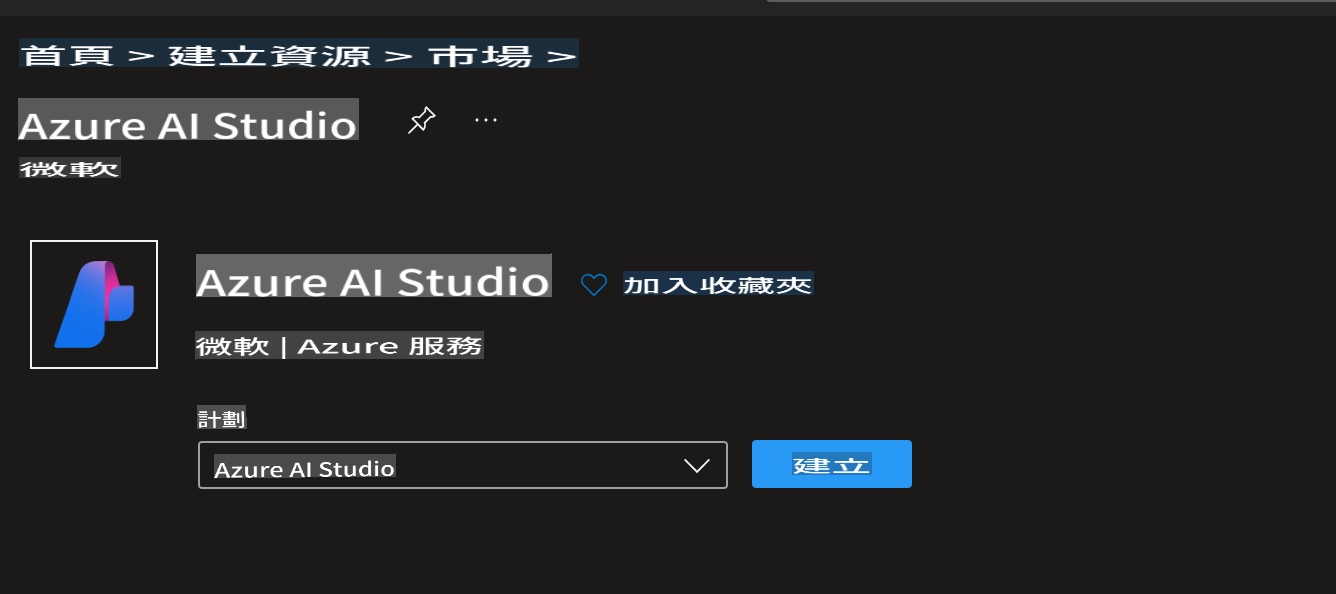 首頁 > 建立資源 > 市場 >
Azure AI Studio
微軟
Azure AI Studio
加入收藏夾
微軟 | Azure 服務
計劃
Azure AI Studio
建立